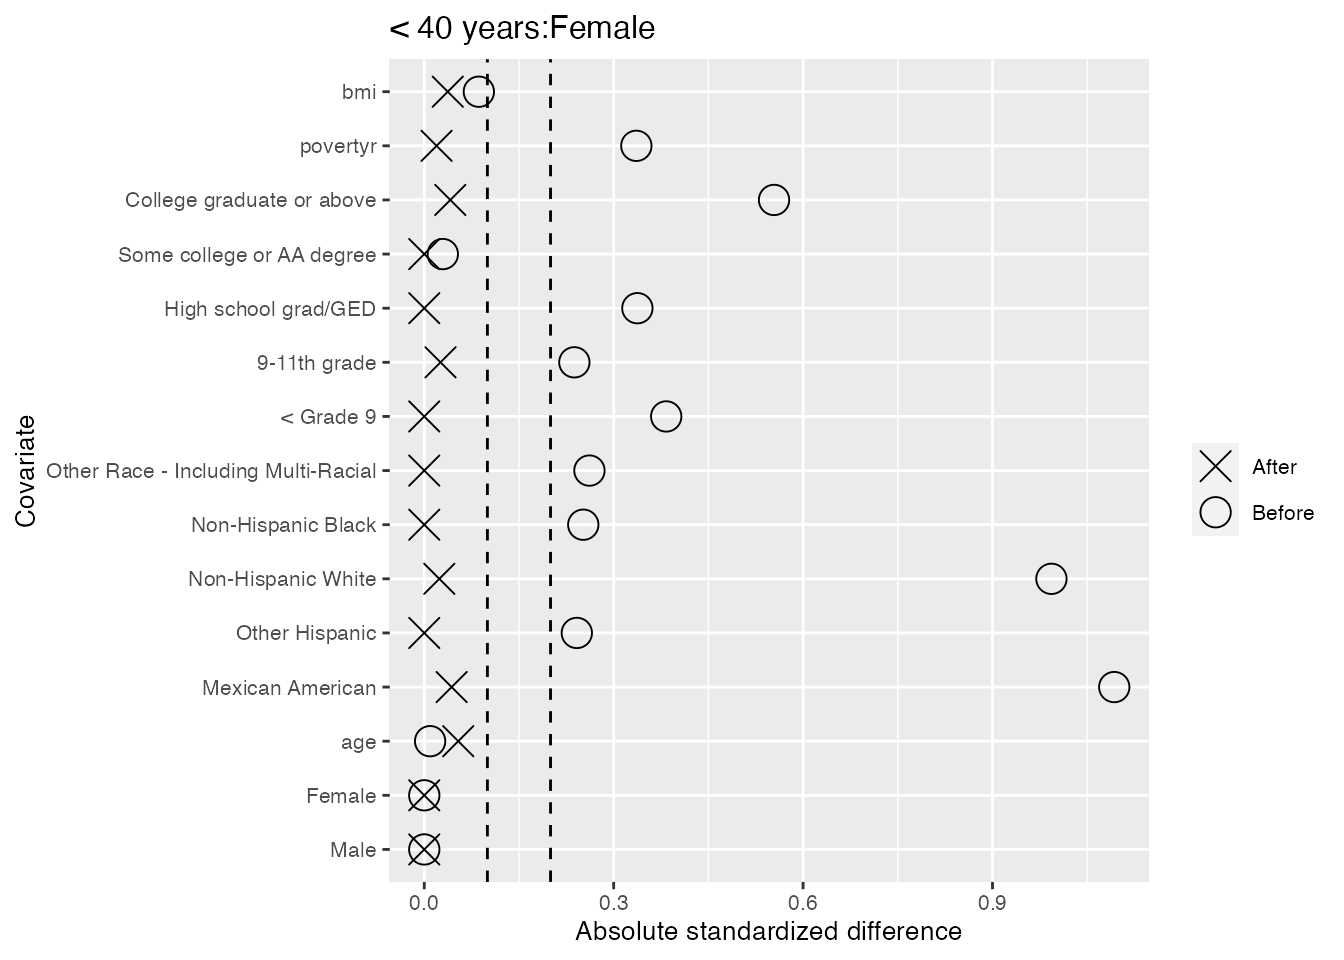 < 40 years:Female
bmi
povertyr
College graduate or above
Some college or AA degree
High school grad/GED
9-11th grade
< Grade 9
Other Race - Including Multi-Racial
Non-Hispanic Black
Non-Hispanic White
Other Hispanic
Mexican American
age
Female
Male
Covariate
0.0 0.3 0.6 0.9
Absolute standardized difference
After
Before